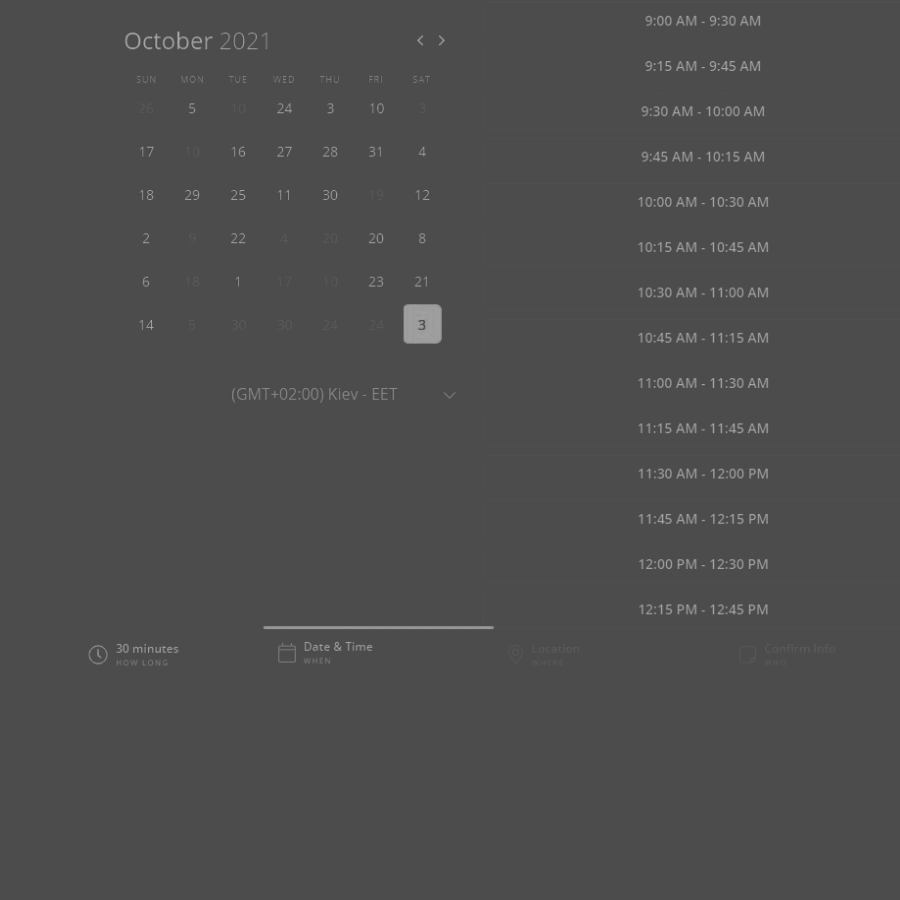 October 2021
SUN MON TUE WED THU FRI SAT
26 5 10 24 3 10 3
17 10 16 27 28 31 4
18 29 25 11 30 19 12
2 9 22 4 20 20 8
6 18 1 17 10 23 21
14 5 30 30 24 24 3
(GMT+02:00) Kiev - EET
9:00 AM - 9:30 AM
9:15 AM - 9:45 AM
9:30 AM - 10:00 AM
9:45 AM - 10:15 AM
10:00 AM - 10:30 AM
10:15 AM - 10:45 AM
10:30 AM - 11:00 AM
10:45 AM - 11:15 AM
11:00 AM - 11:30 AM
11:15 AM - 11:45 AM
11:30 AM - 12:00 PM
11:45 AM - 12:15 PM
12:00 PM - 12:30 PM
12:15 PM - 12:45 PM
30 minutes
HOW LONG
Date & Time
WHEN
Location
WHERE
Confirm Info
WHO